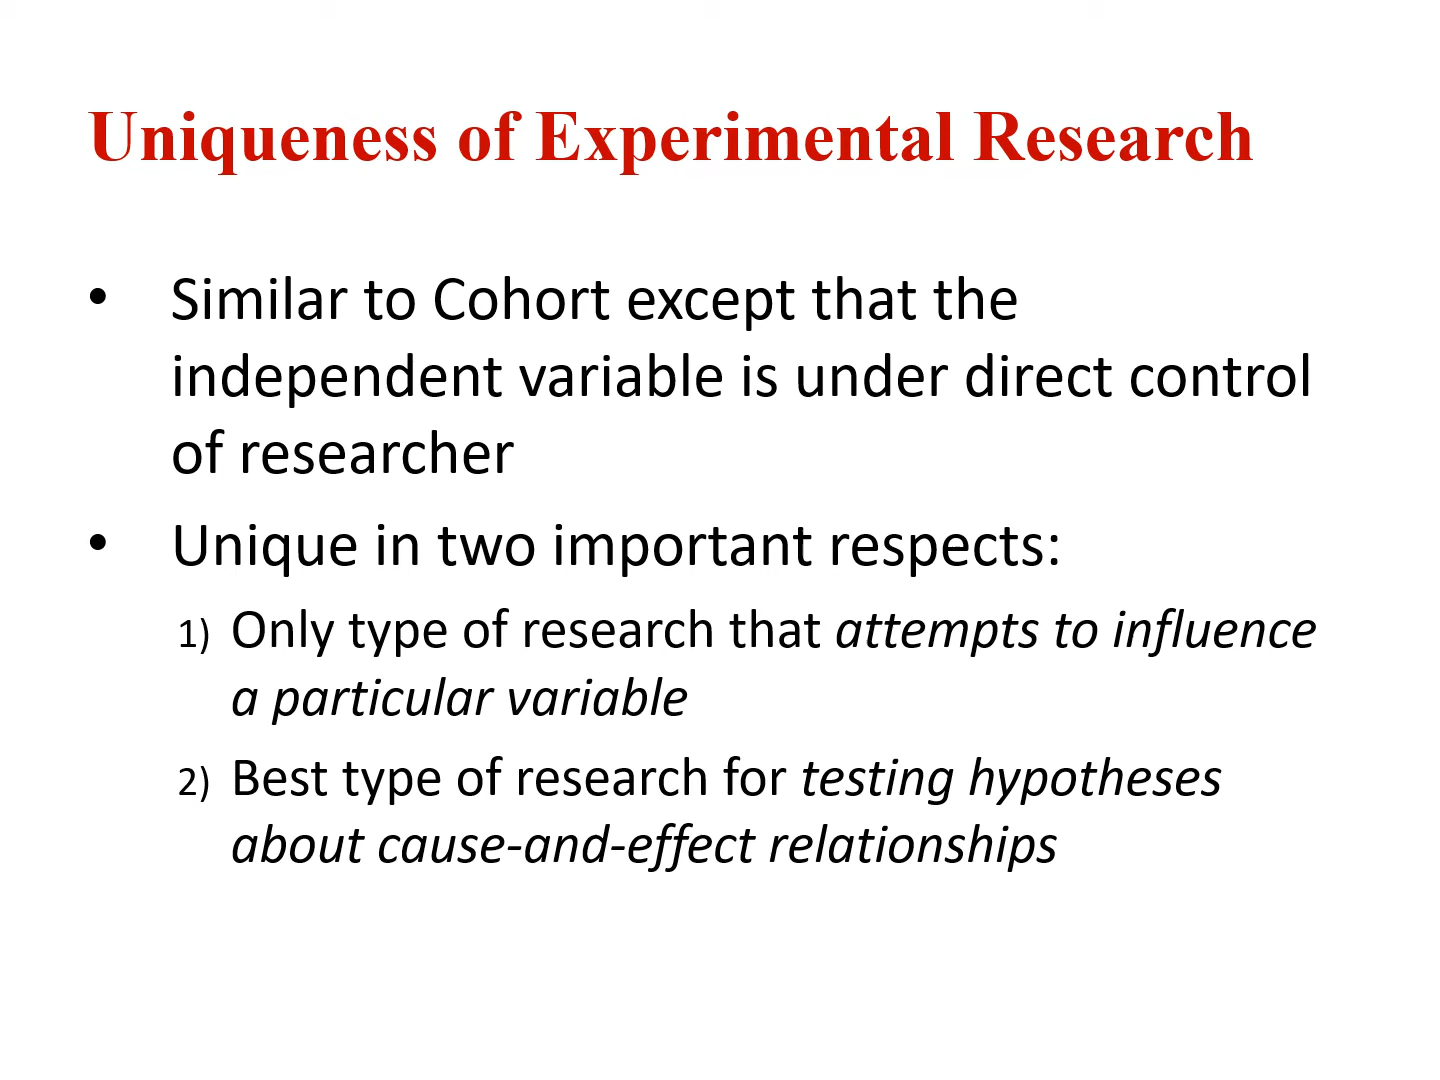 Uniqueness of Experimental Research
• Similar to Cohort except that the
independent variable is under direct control
of researcher
• Unique in two important respects:
1) Only type of research that attempts to influence
a particular variable
2) Best type of research for testing hypotheses
about cause-and-effect relationships